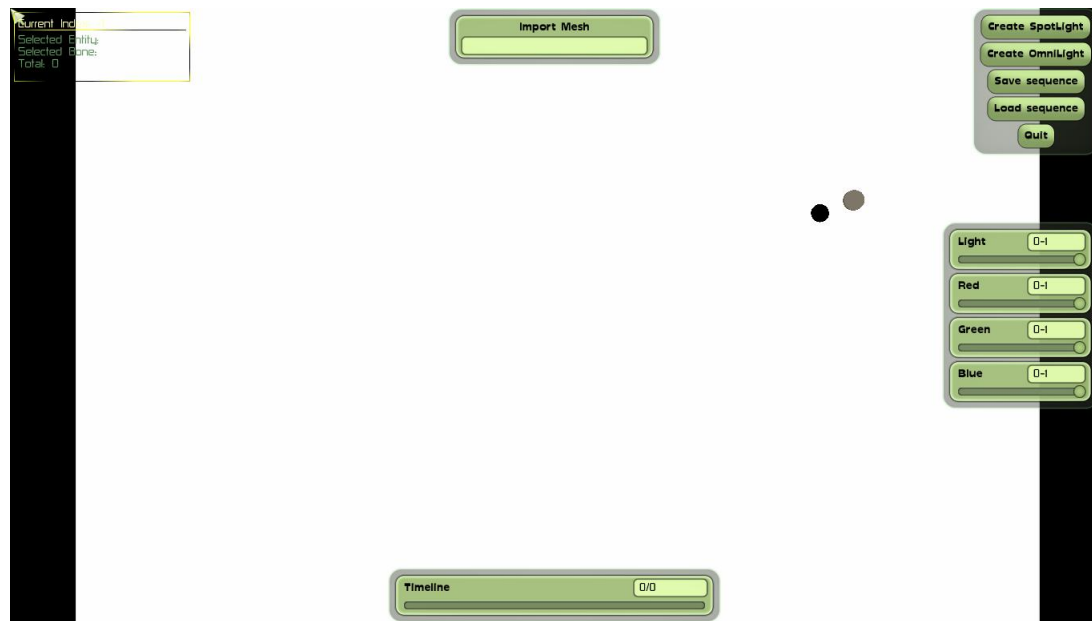 Current Ind
Selected Entity:
Selected Bone:
Total: 0
Import Mesh
Create SpotLight
Create OmniLight
Save sequence
Load sequence
Quit
Light 0-1
Red 0-1
Green 0-1
Blue 0-1
Timeline 0/0